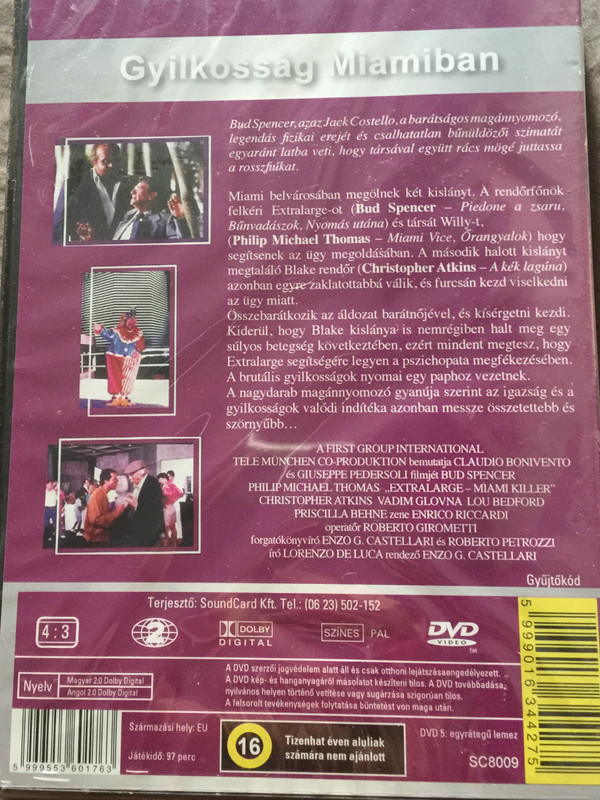 Gyilkosság Miamiban
Bud Spencer, azaz Jack Costello, a barátságos magánnyomozó,
legendás fizikai erejét és csalhatatlan bűnüldözői szimatát
egyaránt latba veti, hogy társával együtt rács mögé juttassa
a rosszfiúkat.
Miami belvárosában megölnek két kislányt. A rendőrfőnök
felkéri Extralarge-ot (Bud Spencer – Piedone a zsaru,
Bűnvadászok, Nyomás utána) és társát Willy-t,
(Philip Michael Thomas – Miami Vice, Őrangyalok) hogy
segítsenek az ügy megoldásában. A második halott kislányt
megtaláló Blake rendőr (Christopher Atkins – A kék lagúna)
azonban egyre zaklatottabbá válik, és furcsán kezd viselkedni
az ügy miatt.
Összebarátkozik az áldozat barátnőjével, és kísérgetni kezdi.
Kiderül, hogy Blake kislánya is nemrégiben halt meg egy
súlyos betegség következtében, ezért mindent megtesz, hogy
Extralarge segítségére legyen a pszichopata megfékezésében.
A brutális gyilkosságok nyomai egy paphoz vezetnek.
A nagydarab magánnyomozó gyanúja szerint az igazság és a
gyilkosságok valódi indítéka azonban messze összetettebb és
szörnyűbb…
A FIRST GROUP INTERNATIONAL
TELE MÜNCHEN CO-PRODUKTION bemutatja CLAUDIO BONIVENTO
és GIUSEPPE PEDERSOLI filmjét BUD SPENCER
PHILIP MICHAEL THOMAS „EXTRALARGE – MIAMI KILLER”
CHRISTOPHER ATKINS VADIM GLOVNA LOU BEDFORD
PRISCILLA BEHNE zene ENRICO RICCARDI
operatőr ROBERTO GIROMETTI
forgatókönyvíró ENZO G. CASTELLARI és ROBERTO PETROZZI
író LORENZO DE LUCA rendező ENZO G. CASTELLARI
Gyűjtőkód
Terjesztő: SoundCard Kft. Tel.: (06 23) 502-152
4:3
2
DOLBY
DIGITAL
SZÍNES PAL
DVD
VIDEO
TM
5 999016 344275
Nyelv
Magyar 2.0 Dolby Digital
Angol 2.0 Dolby Digital
A DVD szerzői jogvédelem alatt áll és csak otthoni lejátszásaengedélyezett.
A DVD kép- és hanganyagáról másolatot készíteni tilos. A DVD továbbadása,
nyilvános helyen történő vetítése vagy sugárzása szigorúan tilos.
A felsorolt tevékenységek folytatása büntetést von maga után.
5 999553 601763
Származási hely: EU
Játékidő: 97 perc
16
Tizenhat éven aluliak
számára nem ajánlott
DVD 5: egyrétegű lemez
SC8009